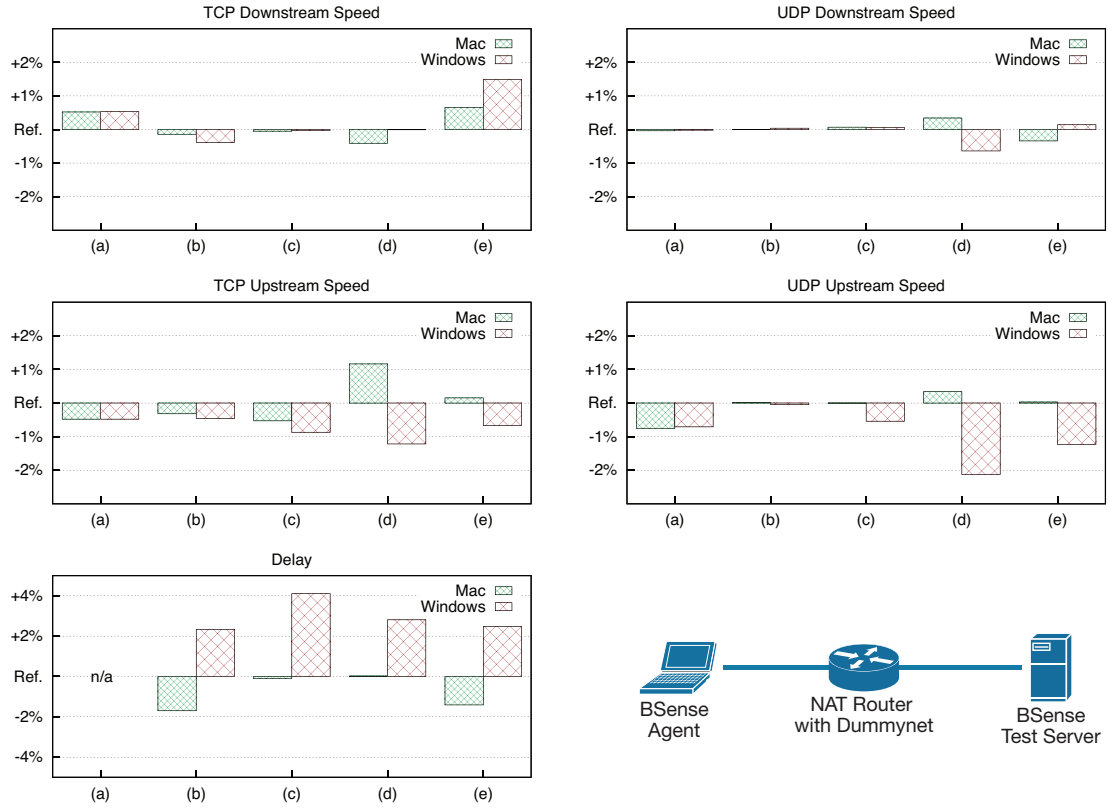 TCP Downstream Speed
Mac
Windows
+2%
+1%
Ref.
-1%
-2%
(a) (b) (c) (d) (e)
UDP Downstream Speed
Mac
Windows
+2%
+1%
Ref.
-1%
-2%
(a) (b) (c) (d) (e)
TCP Upstream Speed
Mac
Windows
+2%
+1%
Ref.
-1%
-2%
(a) (b) (c) (d) (e)
UDP Upstream Speed
Mac
Windows
+2%
+1%
Ref.
-1%
-2%
(a) (b) (c) (d) (e)
Delay
Mac
Windows
+4%
+2%
Ref.
n/a
-2%
-4%
(a) (b) (c) (d) (e)
BSense
Agent
NAT Router
with Dummynet
BSense
Test Server